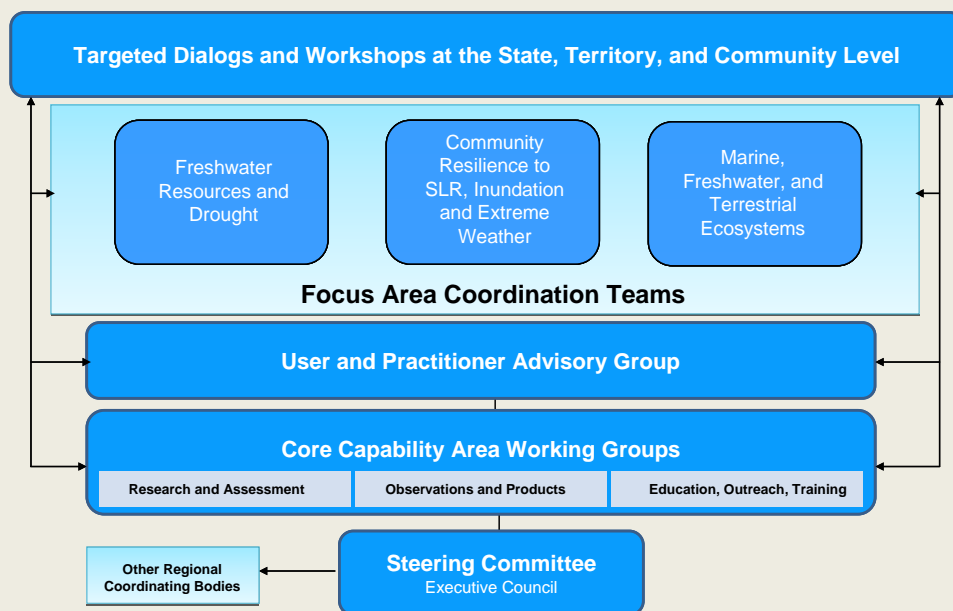 Targeted Dialogs and Workshops at the State, Territory, and Community Level
Freshwater
Resources and
Drought
Community
Resilience to
SLR, Inundation
and Extreme
Weather
Marine,
Freshwater, and
Terrestrial
Ecosystems
Focus Area Coordination Teams
User and Practitioner Advisory Group
Core Capability Area Working Groups
Research and Assessment
Observations and Products
Education, Outreach, Training
Steering Committee
Executive Council
Other Regional
Coordinating Bodies